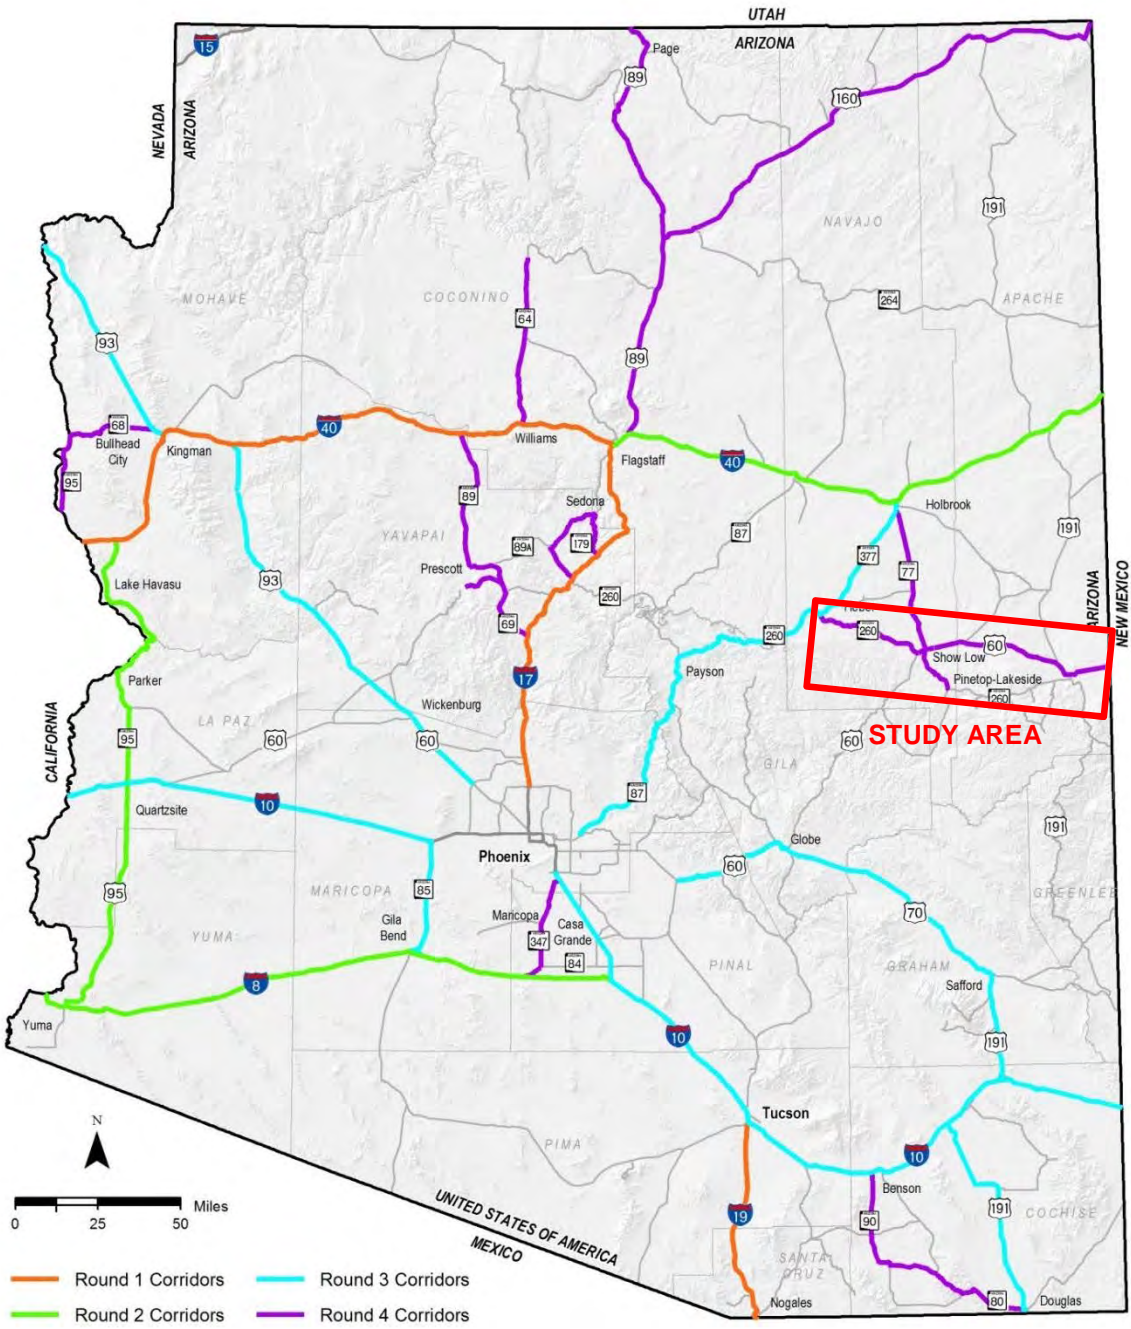 UTAH
ARIZONA
15
Page
89
160
NEVADA
ARIZONA
191
NAVAJO
MOHAVE
COCONINO
264
APACHE
64
93
89
68
Bullhead
City
Kingman
40
Williams
Flagstaff
40
95
89
Sedona
Holbrook
YAVAPAI
89A
179
87
191
377
77
Prescott
93
Lake Havasu
260
69
260
260
60
ARIZONA
NEW MEXICO
Show Low
Pinetop-Lakeside
260
Payson
17
Parker
Wickenburg
LA PAZ
CALIFORNIA
95
60
60
60
STUDY AREA
GILA
10
87
Quartzsite
191
Globe
Phoenix
60
MARICOPA
85
GREENLEE
95
Gila
Bend
Maricopa
Casa
Grande
70
YUMA
347
84
PINAL
GRAHAM
Safford
8
Yuma
10
191
Tucson
N
PIMA
10
Benson
0 25 50 Miles
UNITED STATES OF AMERICA
MEXICO
19
90
191
COCHISE
SANTA
CRUZ
Nogales
80
Douglas
Round 1 Corridors
Round 3 Corridors
Round 2 Corridors
Round 4 Corridors